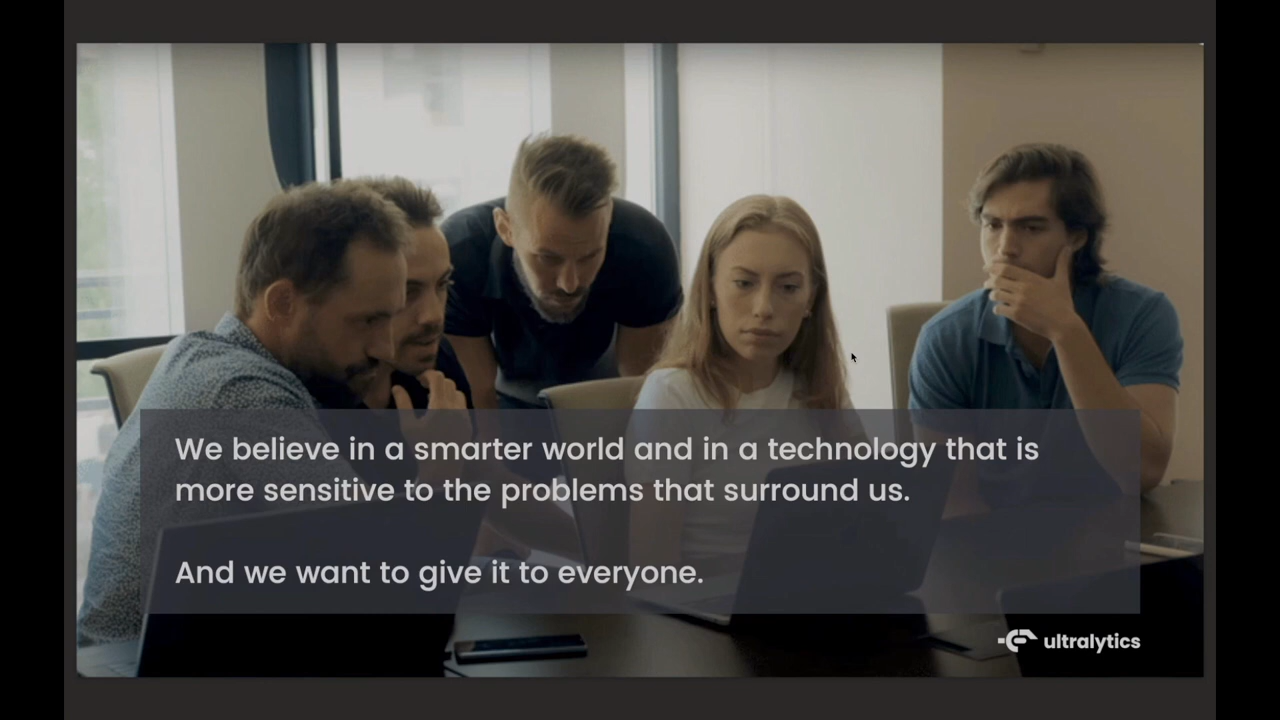 We believe in a smarter world and in a technology that is
more sensitive to the problems that surround us.
And we want to give it to everyone.
ultralytics